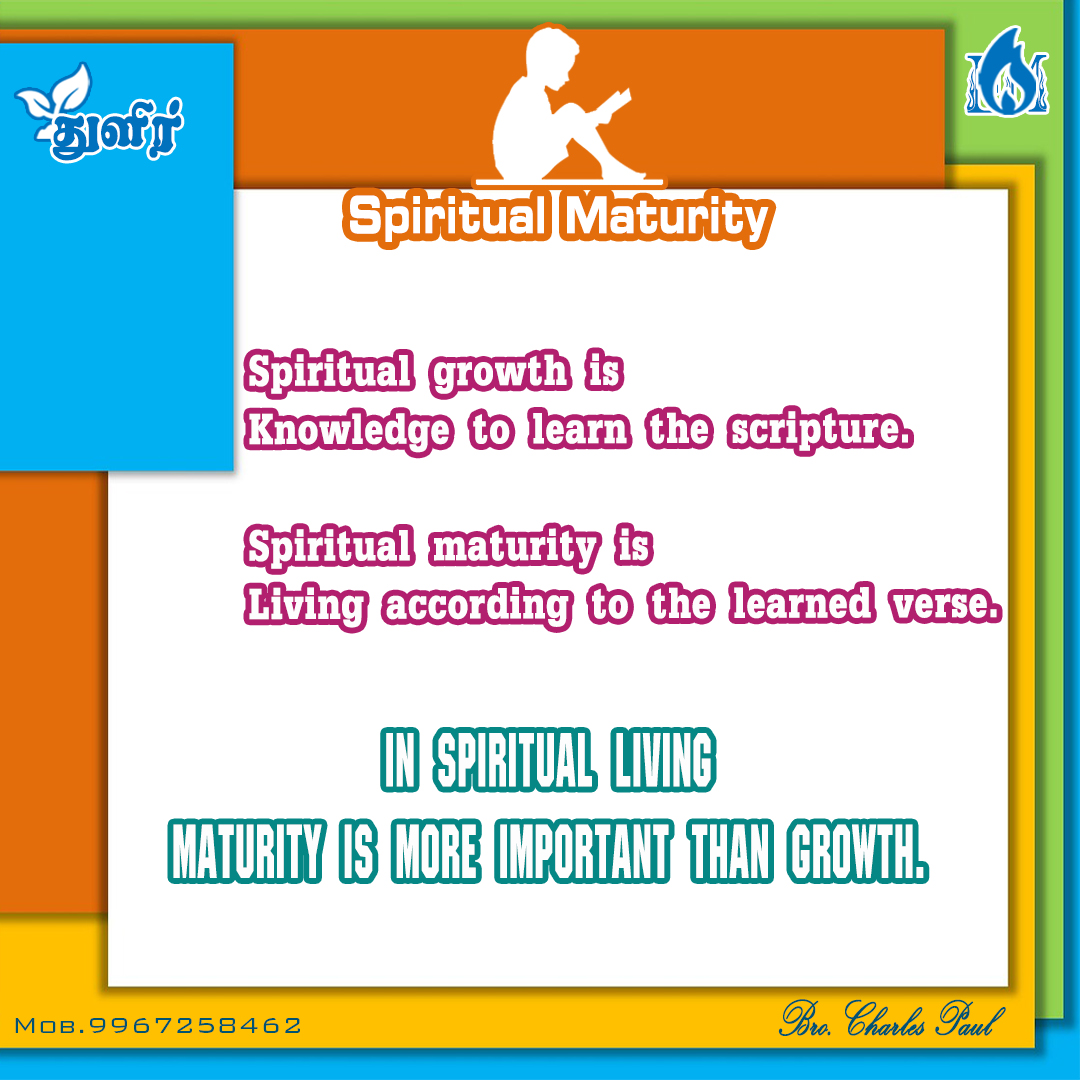 துளிர்
Spiritual Maturity
Spiritual growth is
Knowledge to learn the scripture.
Spiritual maturity is
Living according to the learned verse.
IN SPIRITUAL LIVING
MATURITY IS MORE IMPORTANT THAN GROWTH.
Mob.9967258462
Bro. Charles Paul